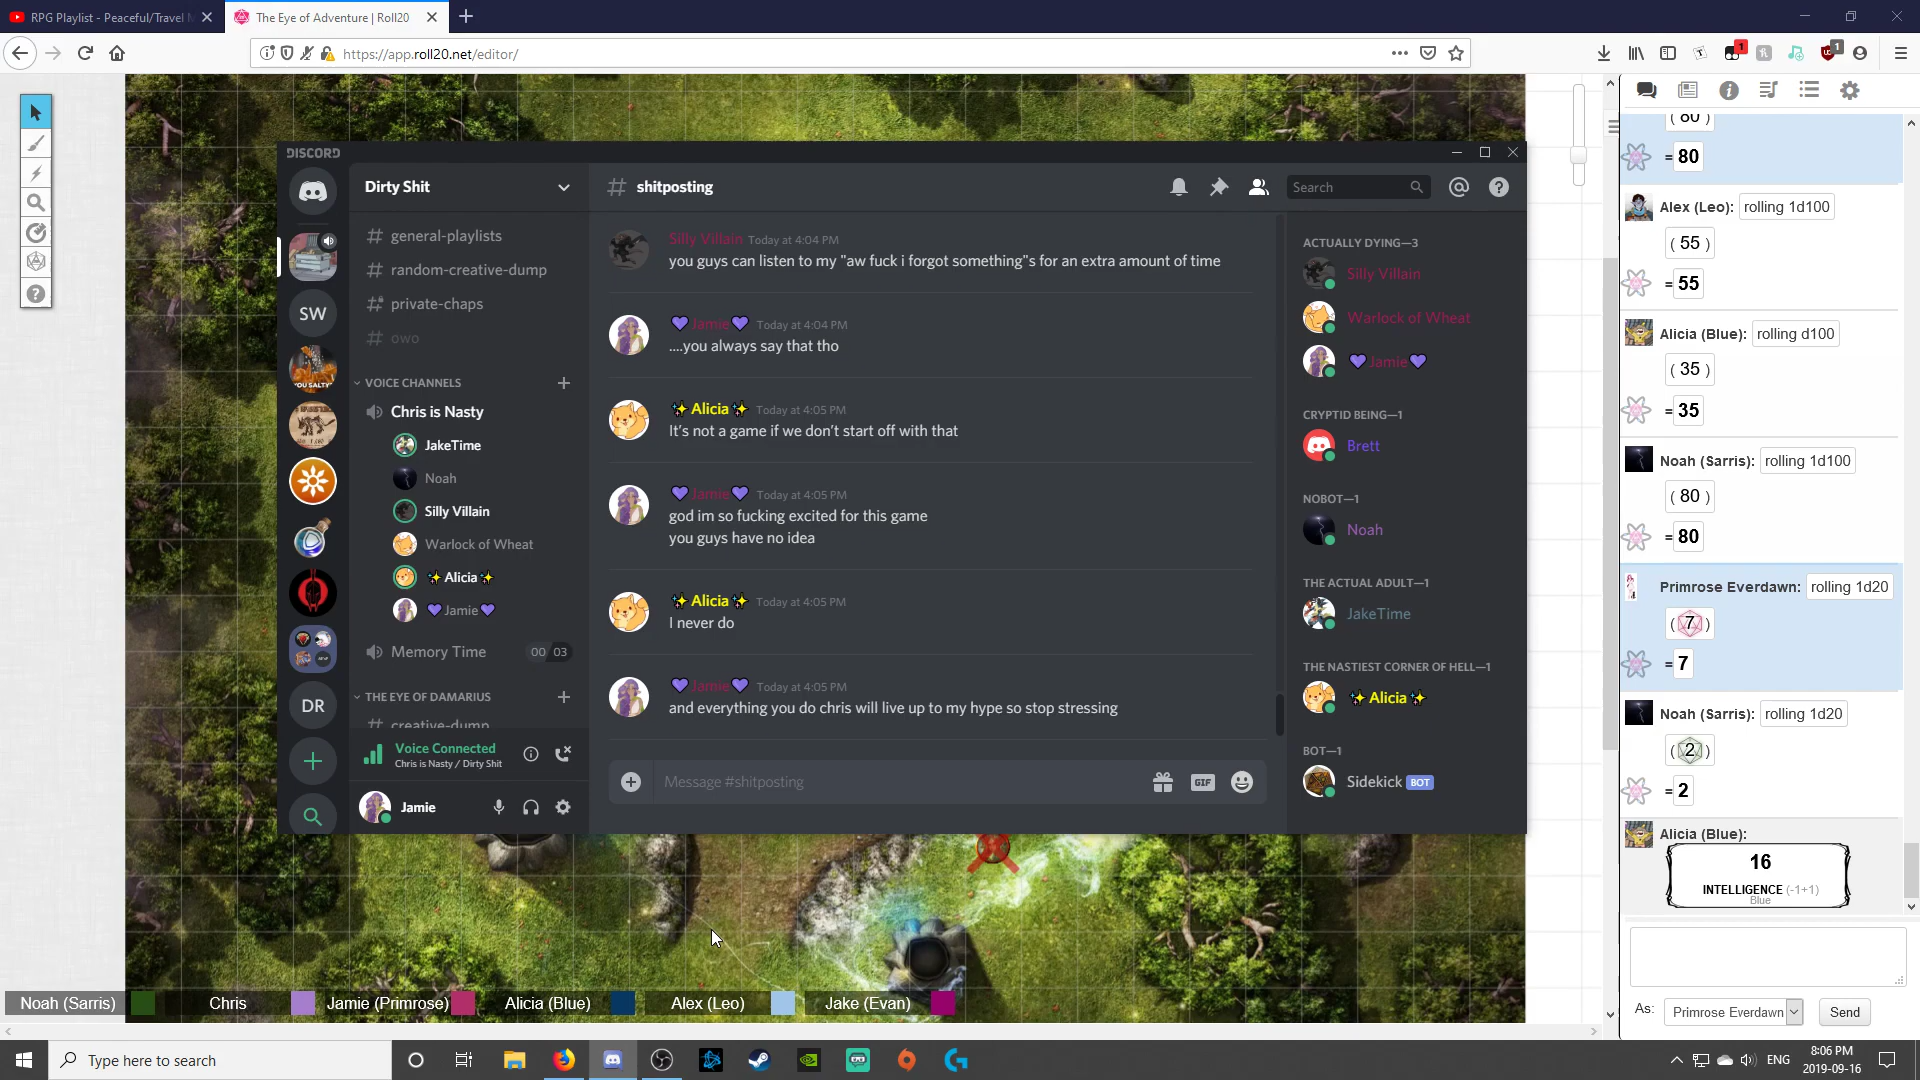 RPG Playlist - Peaceful/Travel M
The Eye of Adventure | Roll20
https://app.roll20.net/editor/
1
1
DISCORD
Dirty Shit
# shitposting
Search
# general-playlists
# random-creative-dump
# private-chaps
# owo
VOICE CHANNELS
Chris is Nasty
JakeTime
Noah
Silly Villain
Warlock of Wheat
Alicia
Jamie
Memory Time
00 03
THE EYE OF DAMARIUS
# creative-dump
Voice Connected
Chris is Nasty / Dirty Shit
Jamie
SW
YOU SALTY
DR
Silly Villain Today at 4:04 PM
you guys can listen to my "aw fuck i forgot something"s for an extra amount of time
Jamie Today at 4:04 PM
....you always say that tho
Alicia Today at 4:05 PM
It's not a game if we don't start off with that
Jamie Today at 4:05 PM
god im so fucking excited for this game
you guys have no idea
Alicia Today at 4:05 PM
I never do
Jamie Today at 4:05 PM
and everything you do chris will live up to my hype so stop stressing
Message #shitposting
GIF
ACTUALLY DYING—3
Silly Villain
Warlock of Wheat
Jamie
CRYPTID BEING—1
Brett
NOBOT—1
Noah
THE ACTUAL ADULT—1
JakeTime
THE NASTIEST CORNER OF HELL—1
Alicia
BOT—1
Sidekick BOT
( 80 )
= 80
Alex (Leo): rolling 1d100
( 55 )
= 55
Alicia (Blue): rolling d100
( 35 )
= 35
Noah (Sarris): rolling 1d100
( 80 )
= 80
Primrose Everdawn: rolling 1d20
( 7 )
= 7
Noah (Sarris): rolling 1d20
( 2 )
= 2
Alicia (Blue):
16
INTELLIGENCE (-1+1)
Blue
As: Primrose Everdawn
Send
Noah (Sarris)
Chris
Jamie (Primrose)
Alicia (Blue)
Alex (Leo)
Jake (Evan)
Type here to search
ENG
8:06 PM
2019-09-16